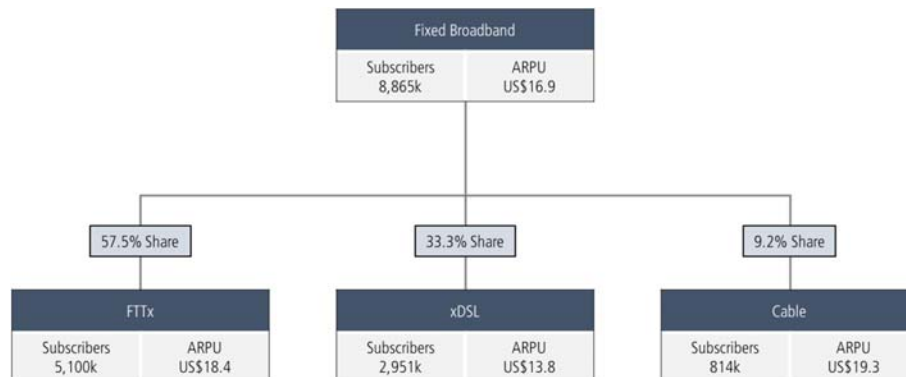 Fixed Broadband
Subscribers ARPU
8,865k US$16.9
57.5% Share 33.3% Share 9.2% Share
FTTx xDSL Cable
Subscribers ARPU Subscribers ARPU Subscribers ARPU
5,100k US$18.4 2,951k US$13.8 814k US$19.3